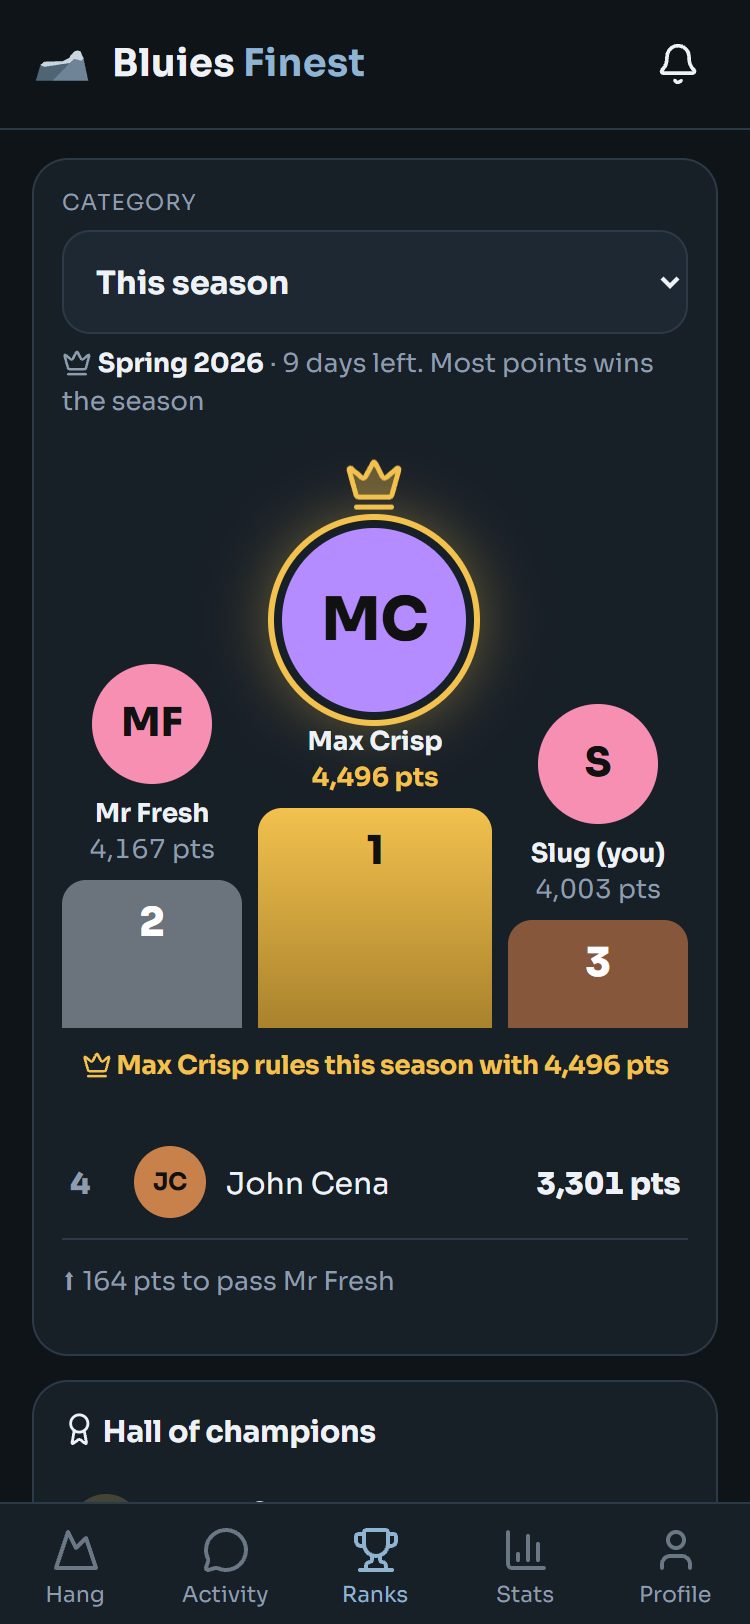 Bluies Finest
CATEGORY
This season
Spring 2026 · 9 days left. Most points wins
the season
MC
Max Crisp
4,496 pts
1
MF
Mr Fresh
4,167 pts
2
S
Slug (you)
4,003 pts
3
Max Crisp rules this season with 4,496 pts
4 JC John Cena 3,301 pts
↑ 164 pts to pass Mr Fresh
Hall of champions
Hang Activity Ranks Stats Profile